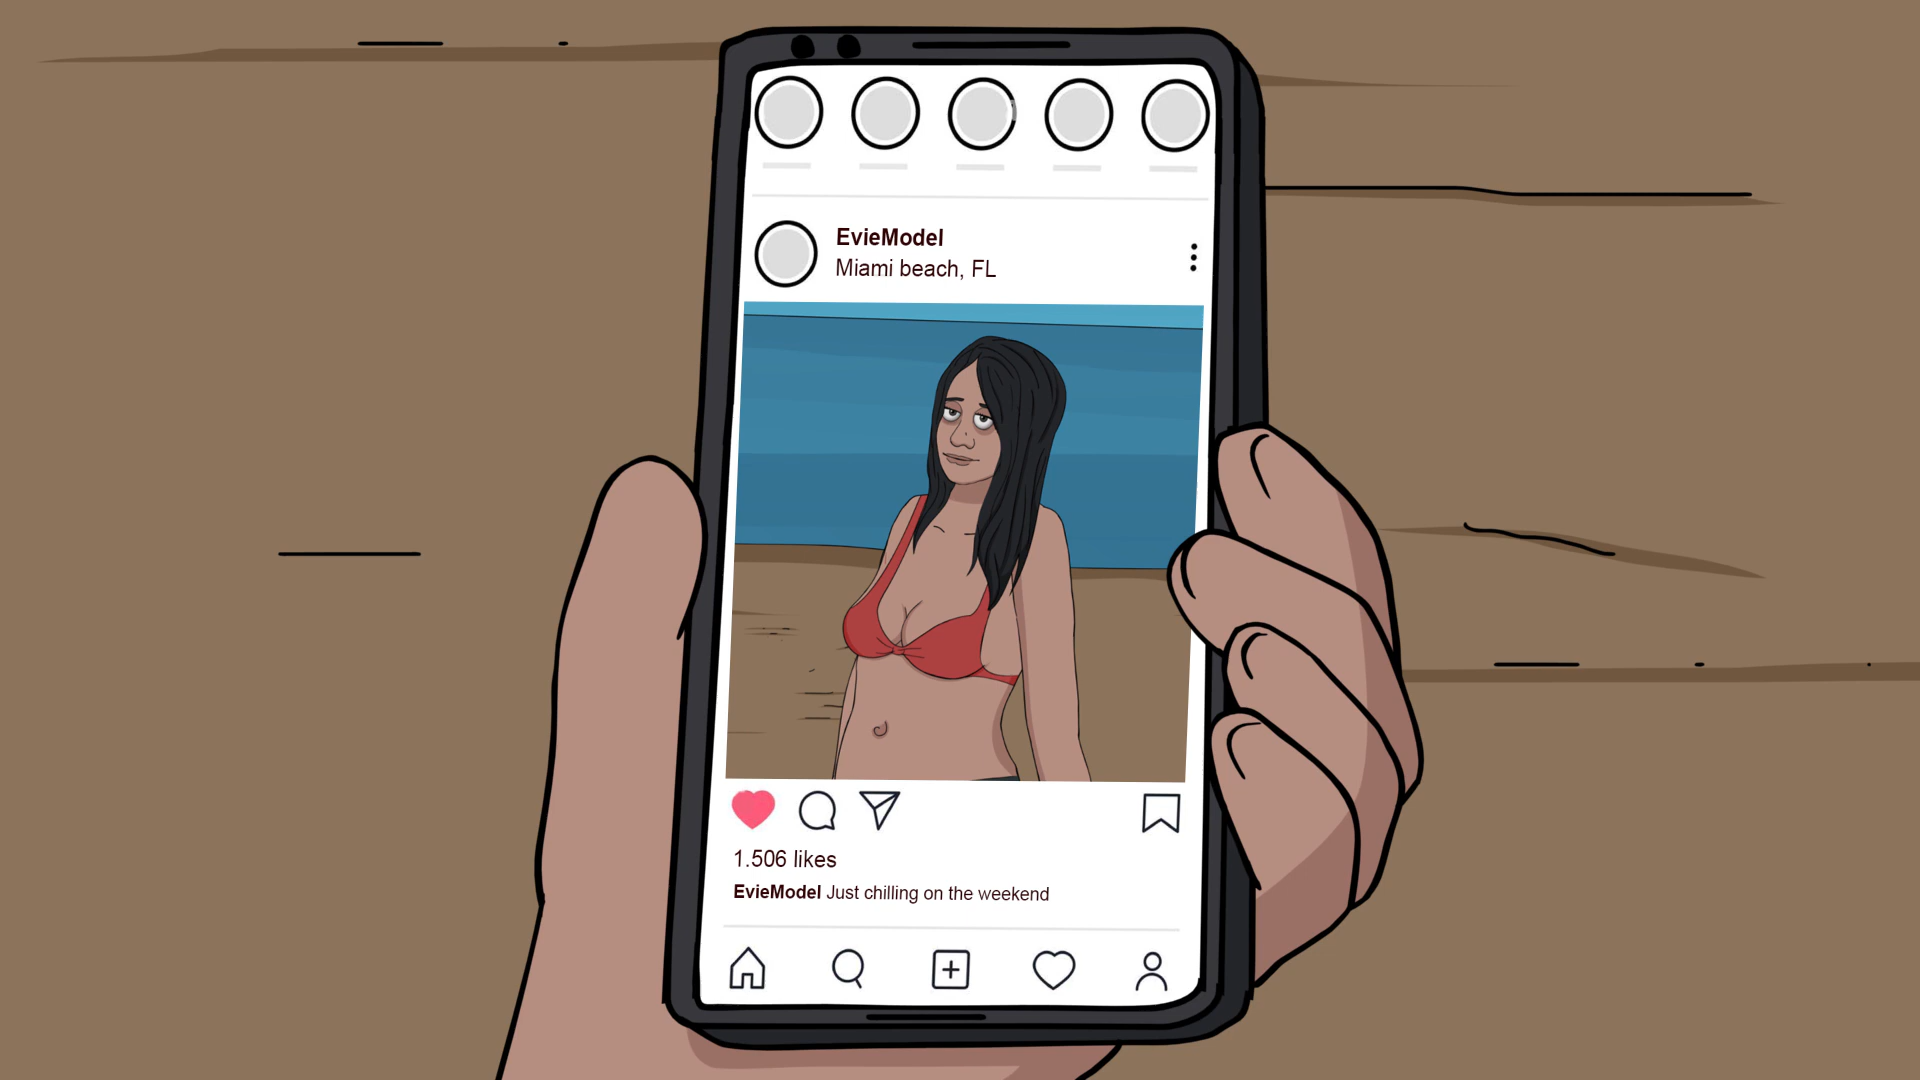 EvieModel
Miami beach, FL
1.506 likes
EvieModel Just chilling on the weekend